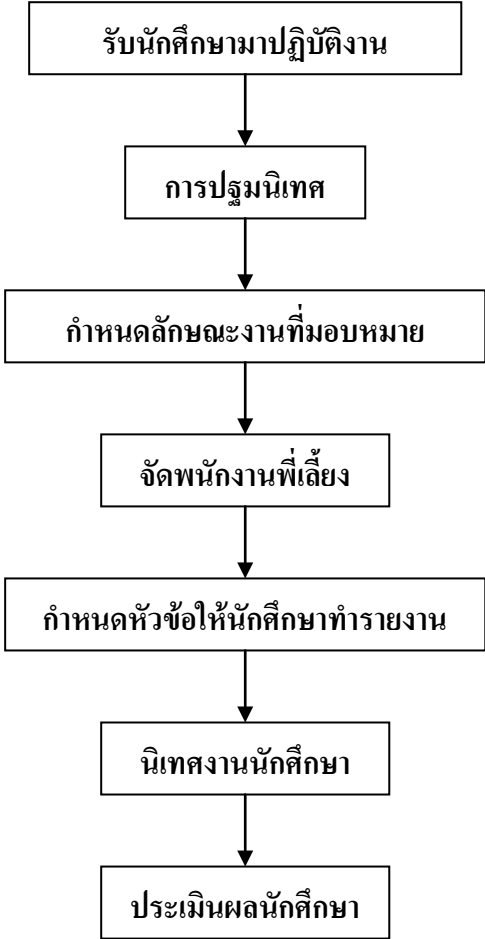 รับนักศึกษามาปฏิบัติงาน
การปฐมนิเทศ
กำหนดลักษณะงานที่มอบหมาย
จัดพนักงานพี่เลี้ยง
กำหนดหัวข้อให้นักศึกษาทำรายงาน
นิเทศงานนักศึกษา
ประเมินผลนักศึกษา